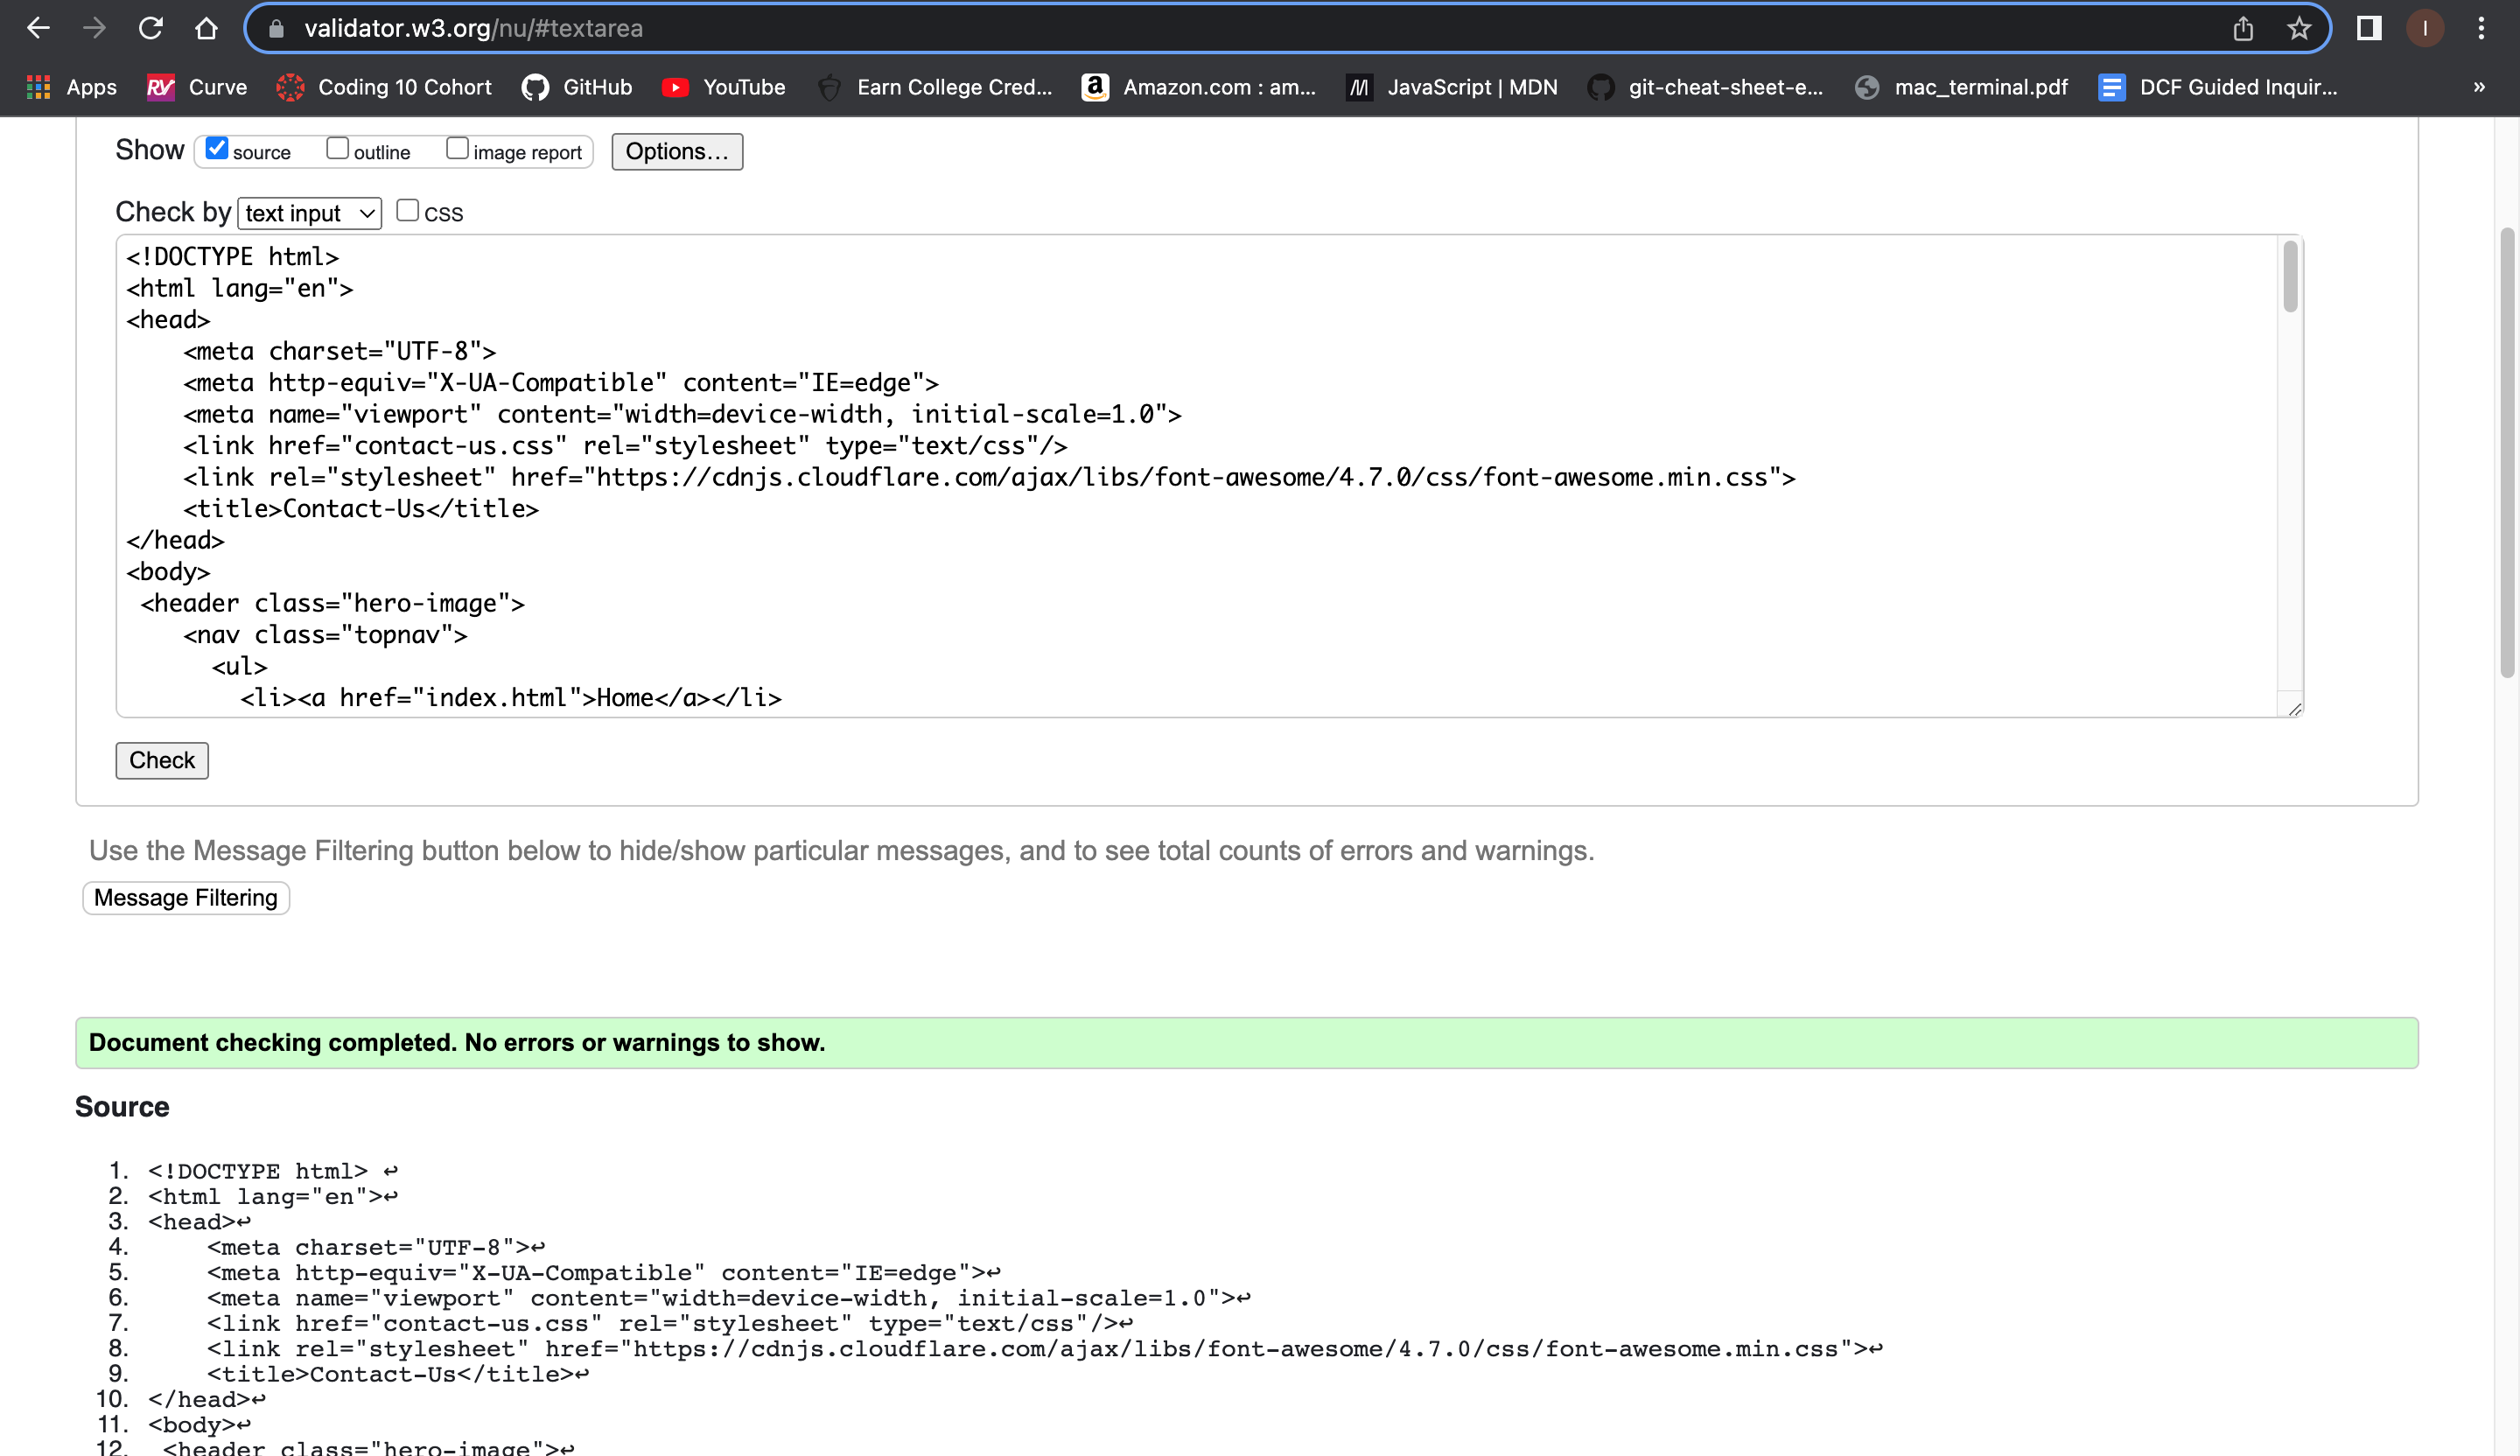 validator.w3.org/nu/#textarea
I
Apps RV Curve Coding 10 Cohort GitHub YouTube Earn College Cred... a Amazon.com : am... JavaScript | MDN git-cheat-sheet-e... mac_terminal.pdf DCF Guided Inquir... »
Show source outline image report Options...
Check by text input CSS
<!DOCTYPE html>
<html lang="en">
<head>
    <meta charset="UTF-8">
    <meta http-equiv="X-UA-Compatible" content="IE=edge">
    <meta name="viewport" content="width=device-width, initial-scale=1.0">
    <link href="contact-us.css" rel="stylesheet" type="text/css"/>
    <link rel="stylesheet" href="https://cdnjs.cloudflare.com/ajax/libs/font-awesome/4.7.0/css/font-awesome.min.css">
    <title>Contact-Us</title>
</head>
<body>
 <header class="hero-image">
    <nav class="topnav">
      <ul>
        <li><a href="index.html">Home</a></li>
Check
Use the Message Filtering button below to hide/show particular messages, and to see total counts of errors and warnings.
Message Filtering
Document checking completed. No errors or warnings to show.
Source
1. <!DOCTYPE html> ↩
2. <html lang="en">↩
3. <head>↩
4.     <meta charset="UTF-8">↩
5.     <meta http-equiv="X-UA-Compatible" content="IE=edge">↩
6.     <meta name="viewport" content="width=device-width, initial-scale=1.0">↩
7.     <link href="contact-us.css" rel="stylesheet" type="text/css"/>↩
8.     <link rel="stylesheet" href="https://cdnjs.cloudflare.com/ajax/libs/font-awesome/4.7.0/css/font-awesome.min.css">↩
9.     <title>Contact-Us</title>↩
10. </head>↩
11. <body>↩
12.  <header class="hero-image">↩